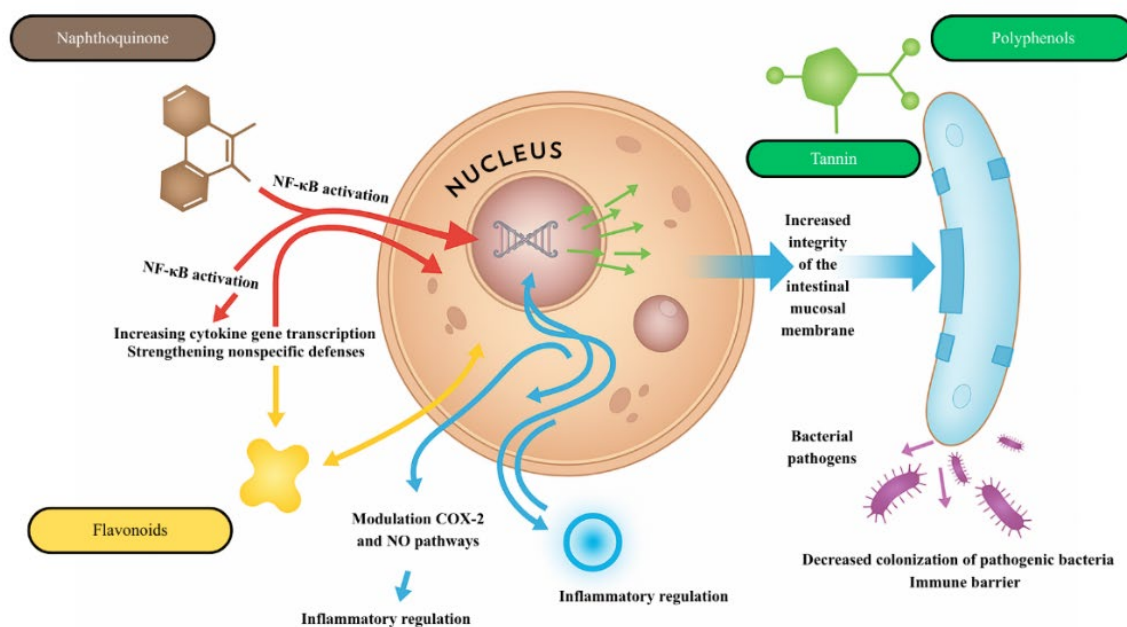 Naphthoquinone
Polyphenols
Tannin
NUCLEUS
NF-κB activation
NF-κB activation
Increasing cytokine gene transcription
Strengthening nonspecific defenses
Increased
integrity
of the
intestinal
mucosal
membrane
Bacterial
pathogens
Flavonoids
Modulation COX-2
and NO pathways
Inflammatory regulation
Inflammatory regulation
Decreased colonization of pathogenic bacteria
Immune barrier